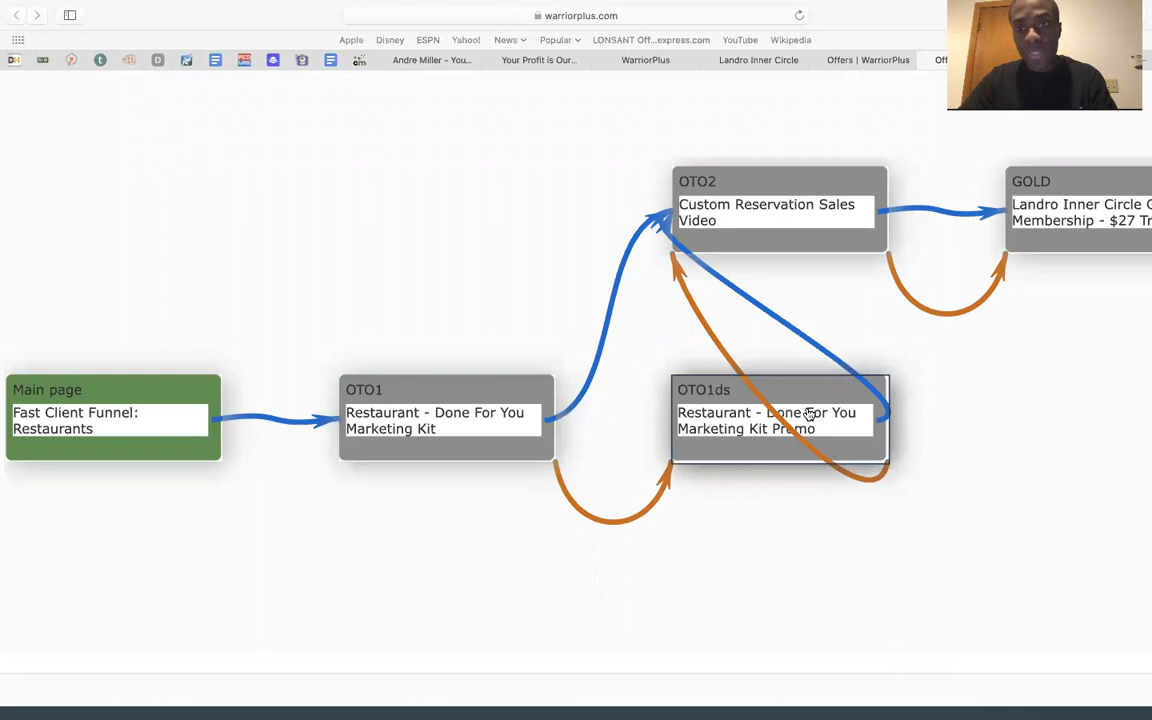 warriorplus.com
Apple
Disney
ESPN
Yahoo!
News
Popular
LONSANT Off...express.com
YouTube
Wikipedia
DH
D
Andre Miller - You...
Your Profit is Our...
WarriorPlus
Landro Inner Circle
Offers | WarriorPlus
OTO2
Custom Reservation Sales
Video
GOLD
Landro Inner Circle
Membership - $27
Main page
Fast Client Funnel:
Restaurants
OTO1
Restaurant - Done For You
Marketing Kit
OTO1ds
Restaurant - Done For You
Marketing Kit Promo